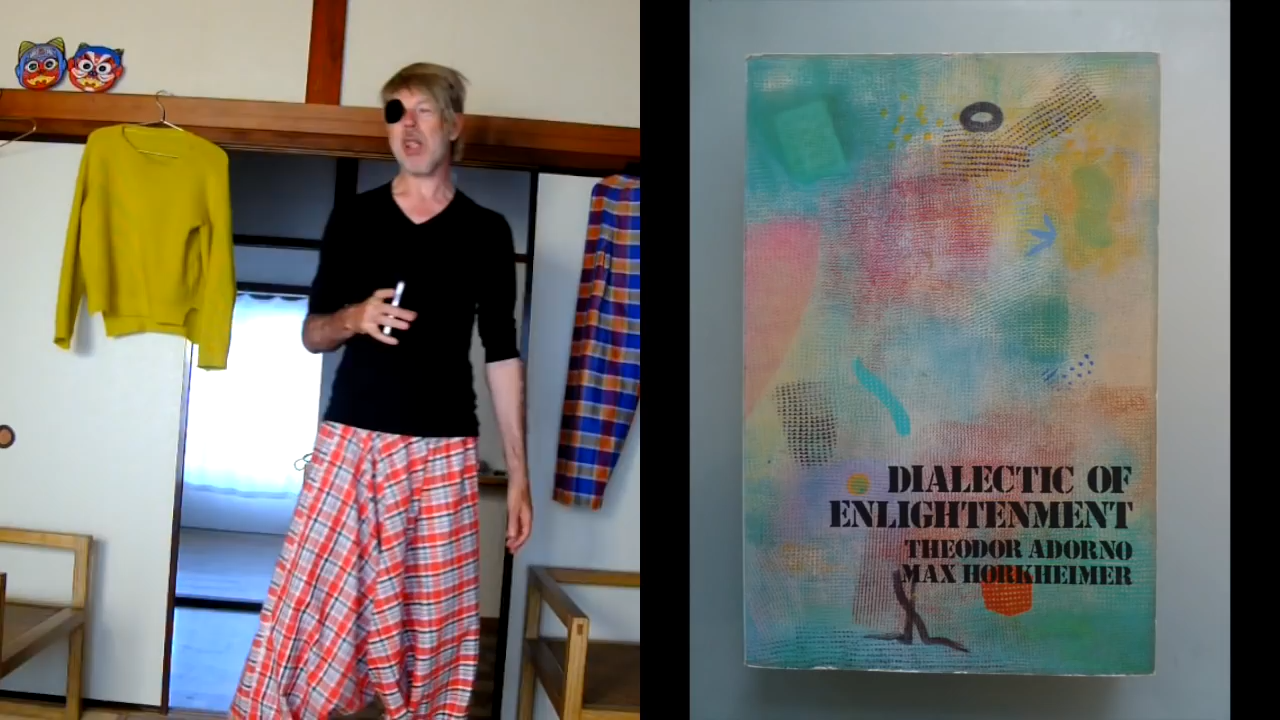 DIALECTIC OF
ENLIGHTENMENT
THEODOR ADORNO
MAX HORKHEIMER